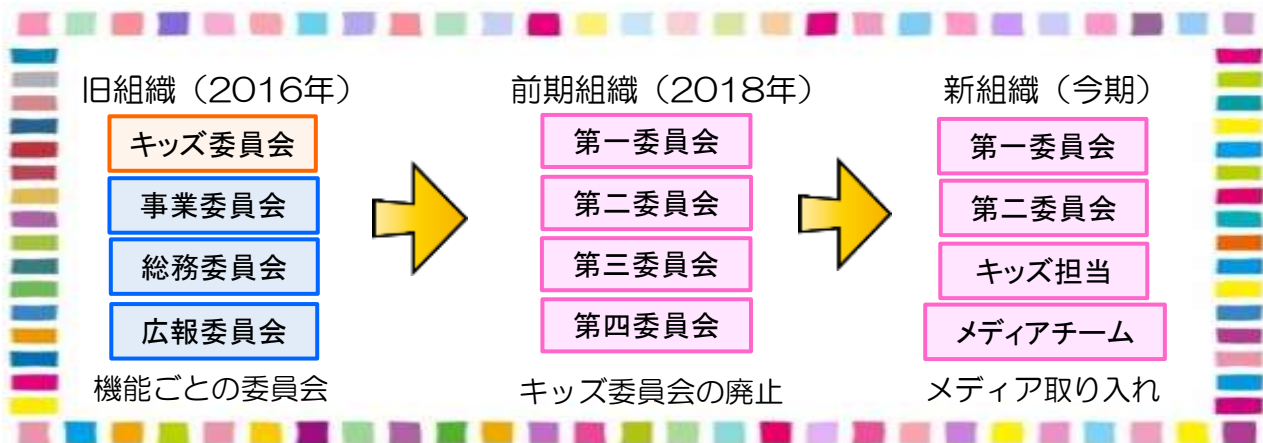 旧組織（2016年）
キッズ委員会
事業委員会
総務委員会
広報委員会
機能ごとの委員会
前期組織（2018年）
第一委員会
第二委員会
第三委員会
第四委員会
キッズ委員会の廃止
新組織（今期）
第一委員会
第二委員会
キッズ担当
メディアチーム
メディア取り入れ